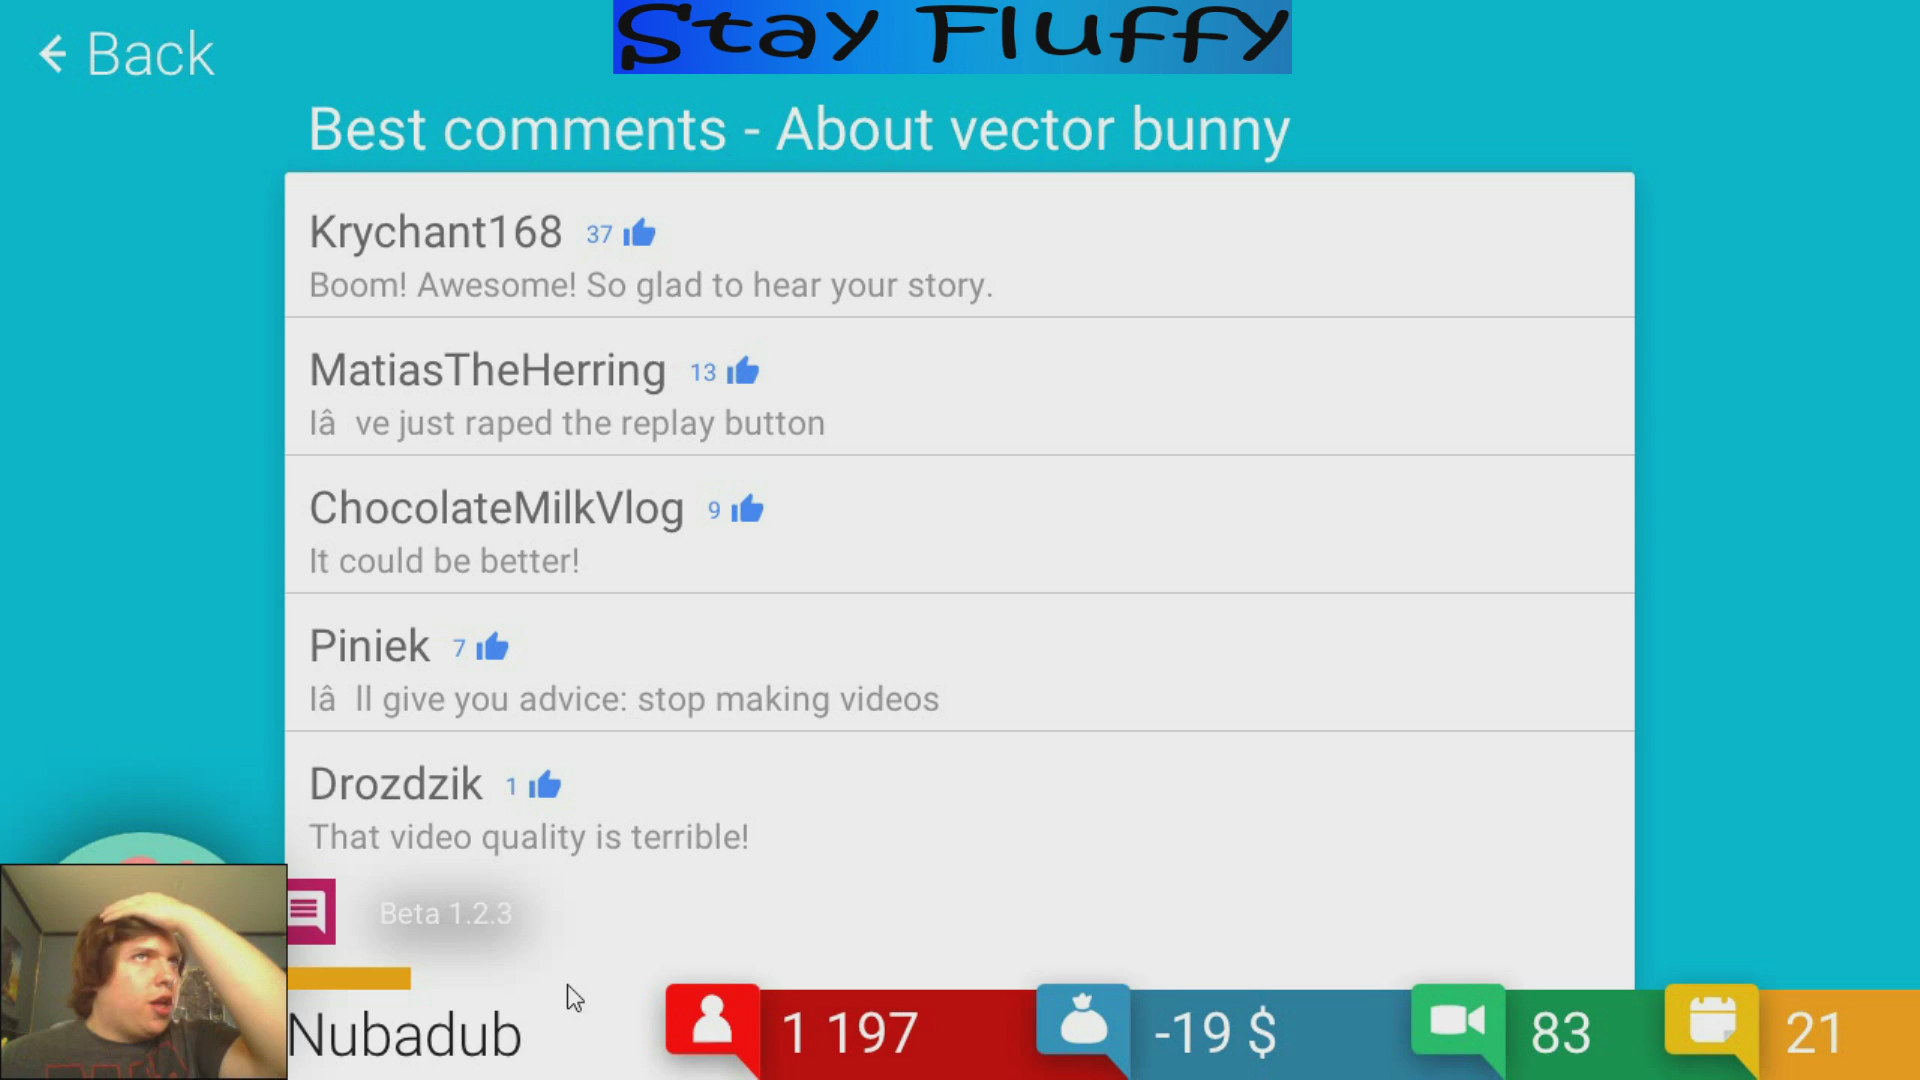 Stay Fluffy
Back
Best comments - About vector bunny
Krychant168 37
Boom! Awesome! So glad to hear your story.
MatiasTheHerring 13
Iâ ve just raped the replay button
ChocolateMilkVlog 9
It could be better!
Piniek 7
Iâ ll give you advice: stop making videos
Drozdzik 1
That video quality is terrible!
Beta 1.2.3
Nubadub
1 197
-19 $
83
21